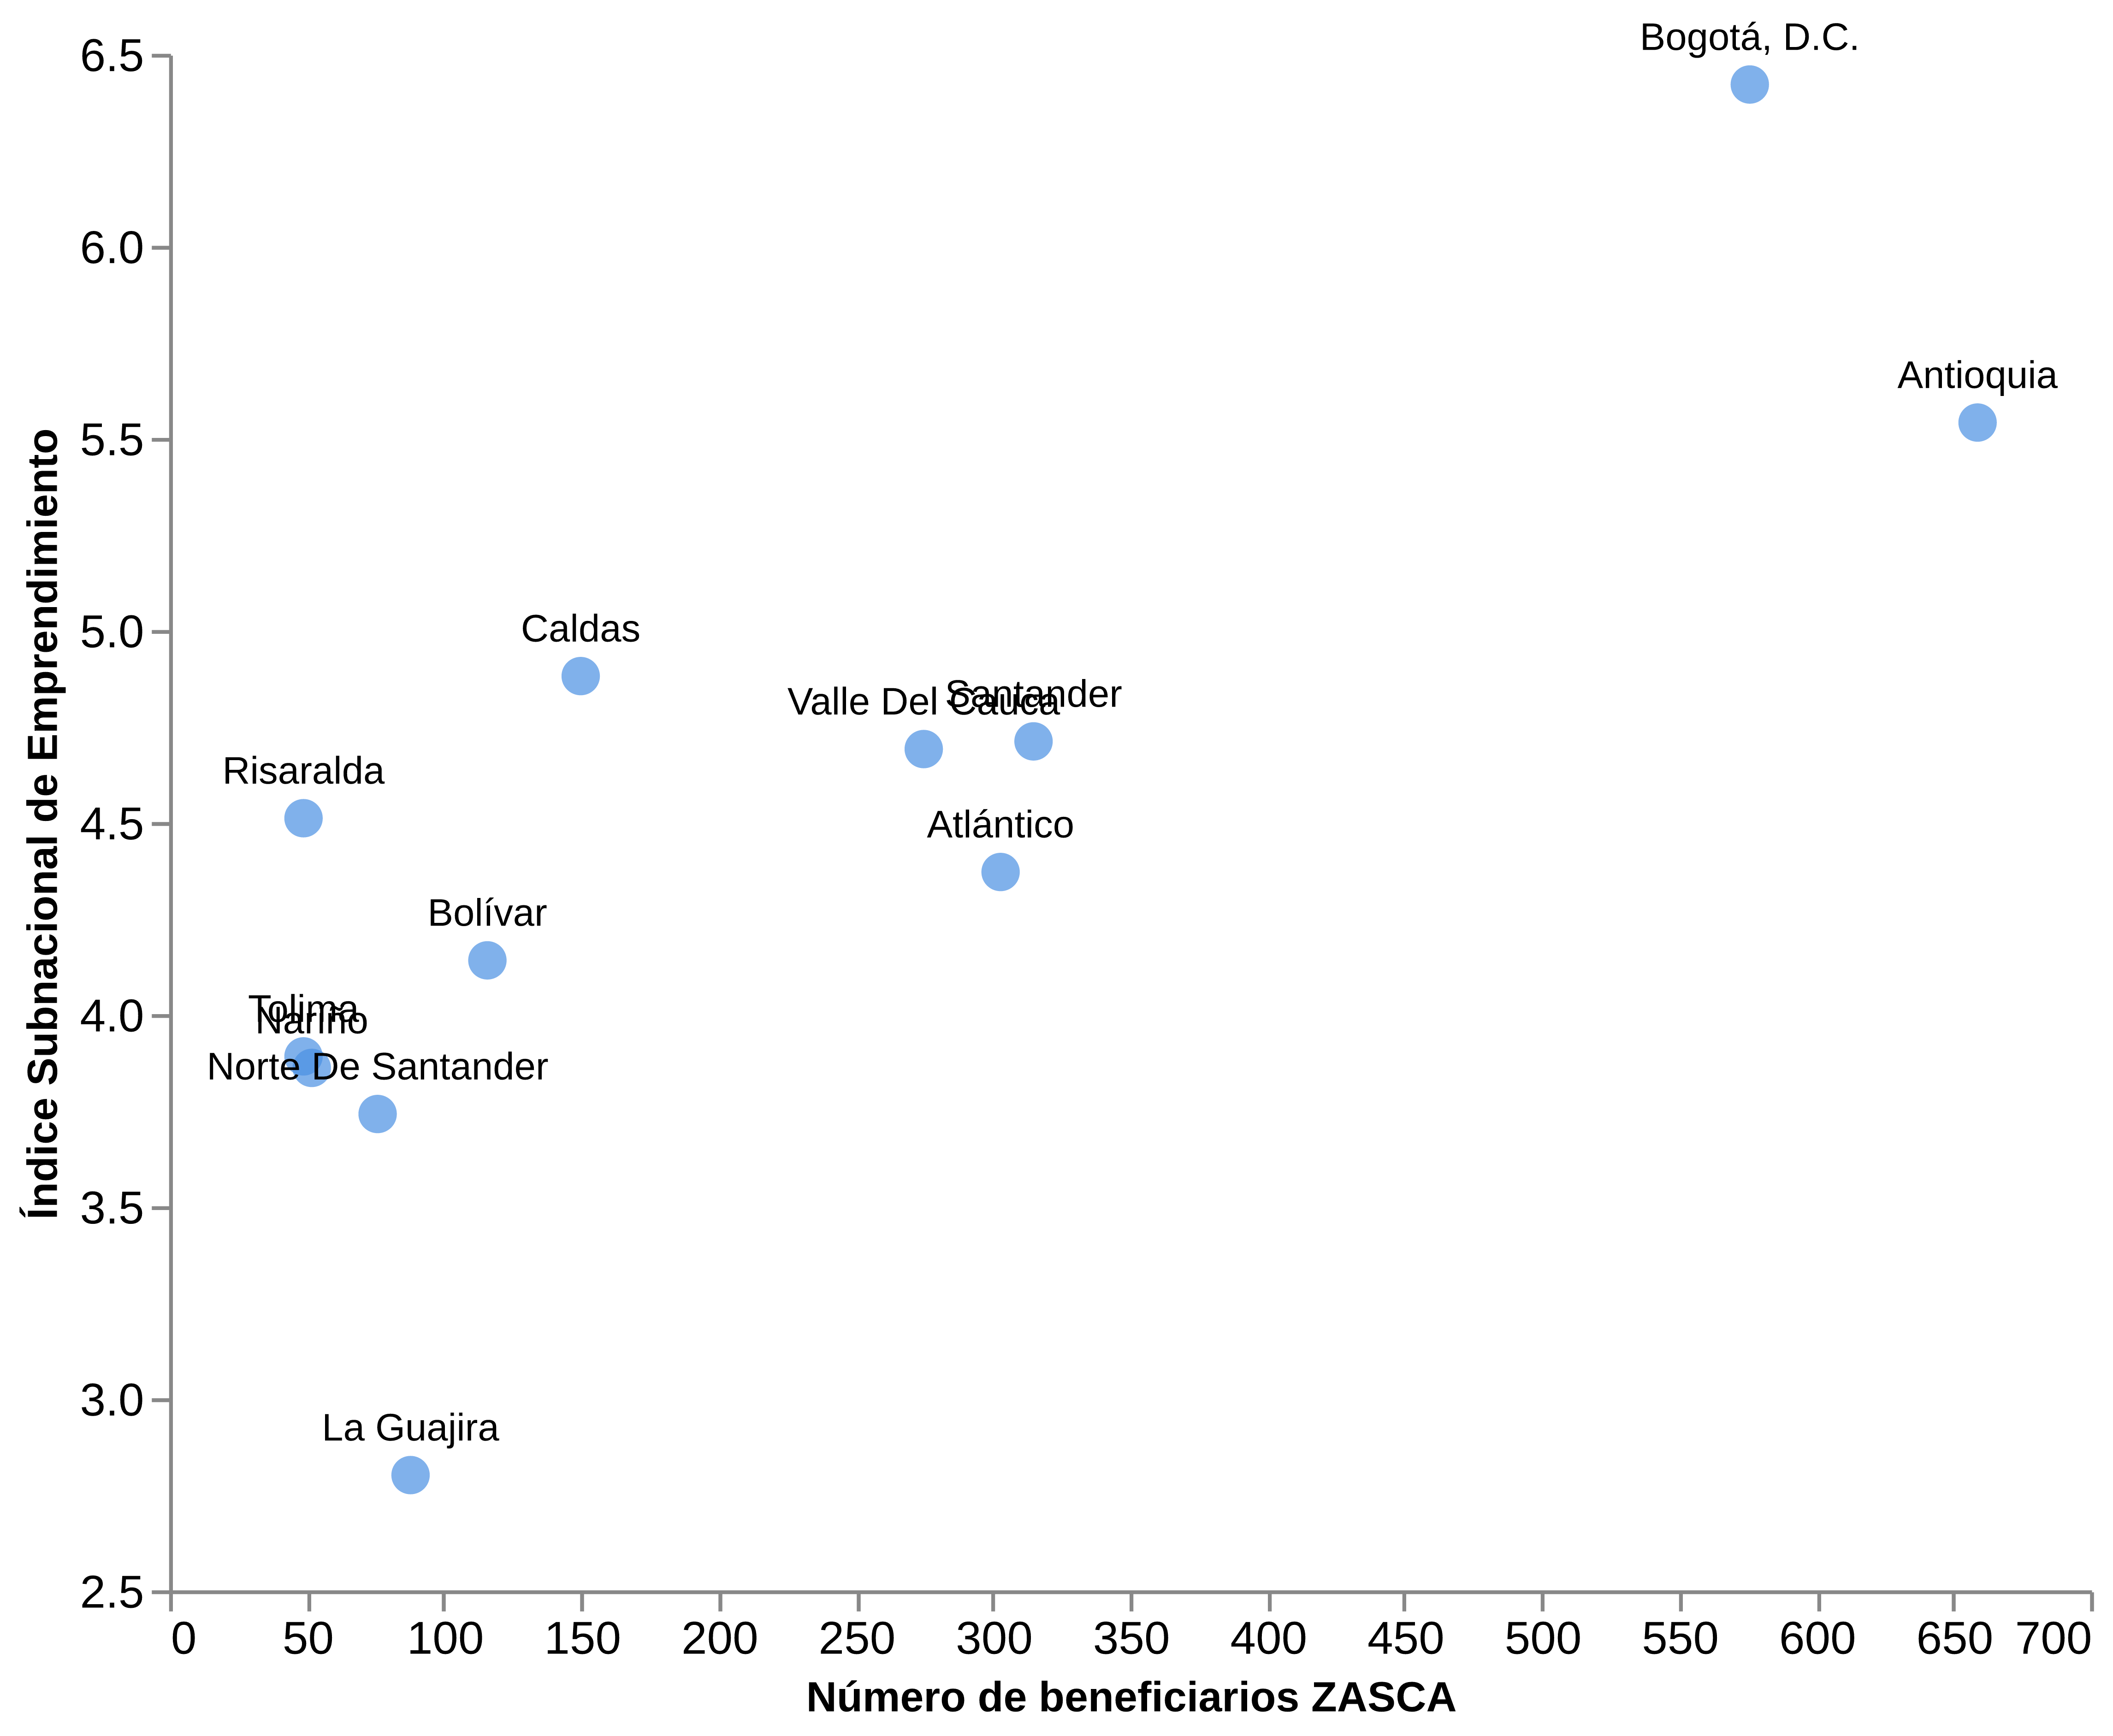 Bogotá, D.C.
6.5
6.0
Antioquia
5.5
5.0
Caldas
Santander
Valle Del Cauca
Risaralda
4.5
Atlántico
Bolívar
Tolima
Nariño
4.0
Norte De Santander
3.5
3.0
La Guajira
2.5
0 50 100 150 200 250 300 350 400 450 500 550 600 650 700
Número de beneficiarios ZASCA
Índice Subnacional de Emprendimiento